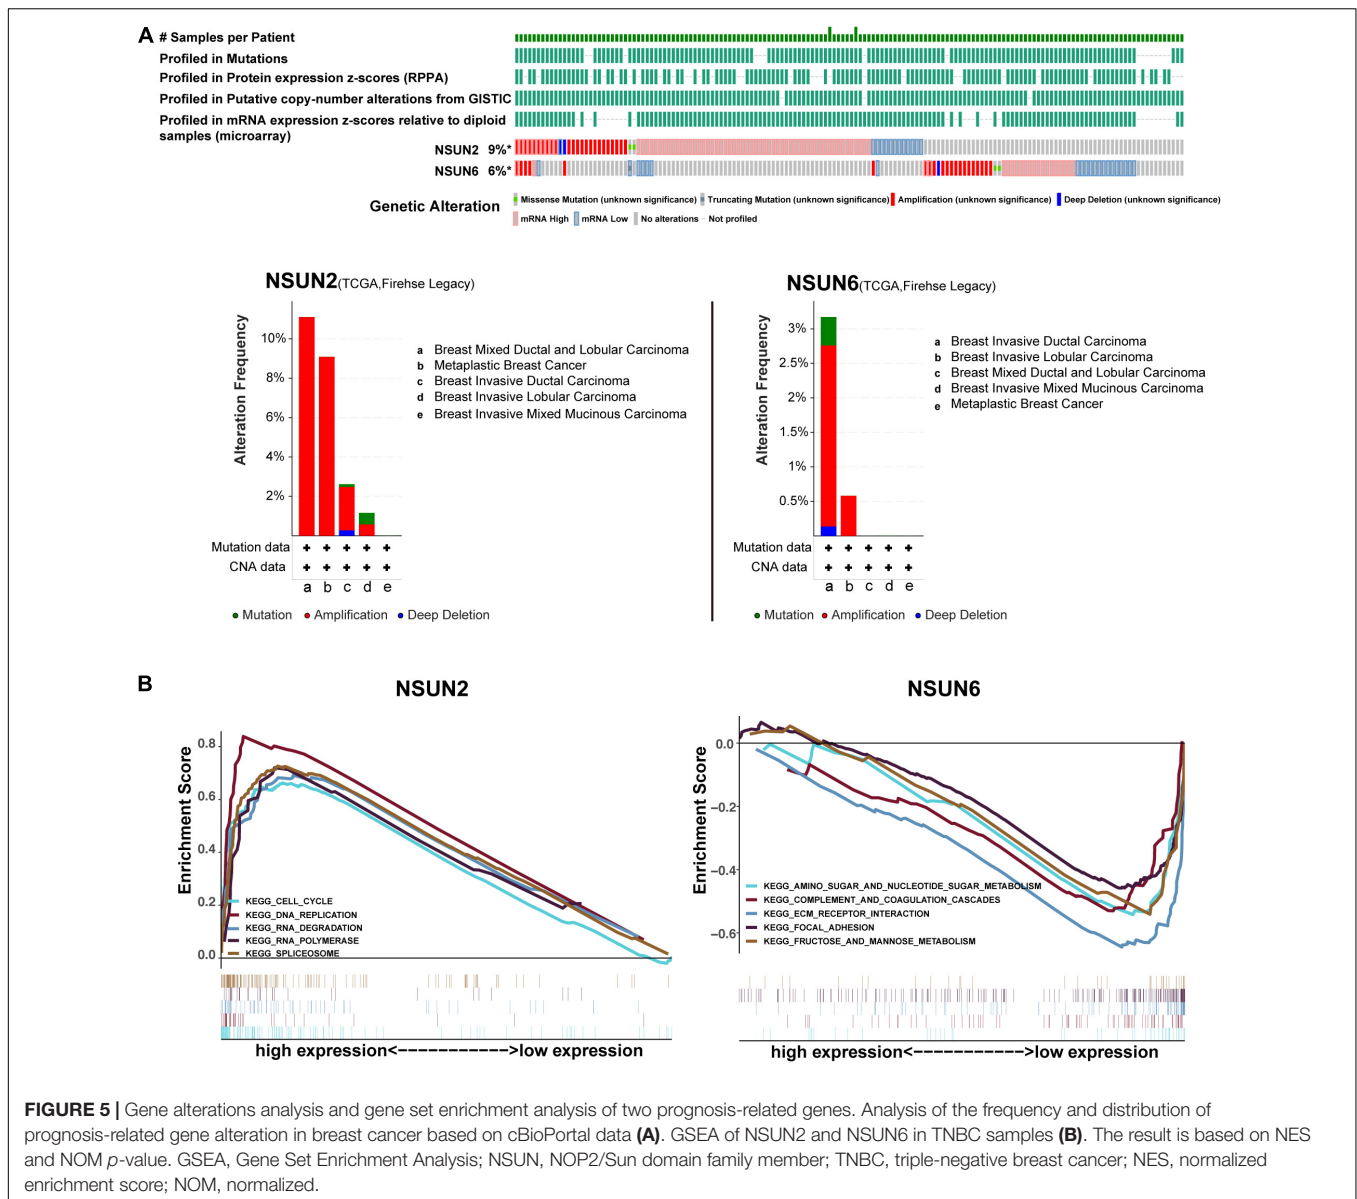 A
# Samples per Patient
Profiled in Mutations
Profiled in Protein expression z-scores (RPPA)
Profiled in Putative copy-number alterations from GISTIC
Profiled in mRNA expression z-scores relative to diploid
samples (microarray)
NSUN2 9%*
NSUN6 6%*
Genetic Alteration
Missense Mutation (unknown significance) Truncating Mutation (unknown significance) Amplification (unknown significance) Deep Deletion (unknown significance)
mRNA High mRNA Low No alterations Not profiled
NSUN2(TCGA,Firehse Legacy)
Alteration Frequency
10%
8%
6%
4%
2%
a Breast Mixed Ductal and Lobular Carcinoma
b Metaplastic Breast Cancer
c Breast Invasive Ductal Carcinoma
d Breast Invasive Lobular Carcinoma
e Breast Invasive Mixed Mucinous Carcinoma
Mutation data + + + + +
CNA data + + + + +
a b c d e
Mutation Amplification Deep Deletion
NSUN6(TCGA,Firehse Legacy)
Alteration Frequency
3%
2.5%
2%
1.5%
1%
0.5%
a Breast Invasive Ductal Carcinoma
b Breast Invasive Lobular Carcinoma
c Breast Mixed Ductal and Lobular Carcinoma
d Breast Invasive Mixed Mucinous Carcinoma
e Metaplastic Breast Cancer
Mutation data + + + + +
CNA data + + + + +
a b c d e
Mutation Amplification Deep Deletion
B
NSUN2
Enrichment Score
0.8
0.6
0.4
0.2
0.0
KEGG_CELL_CYCLE
KEGG_DNA_REPLICATION
KEGG_RNA_DEGRADATION
KEGG_RNA_POLYMERASE
KEGG_SPLICEOSOME
high expression<------------->low expression
NSUN6
Enrichment Score
0.0
−0.2
−0.4
−0.6
KEGG_AMINO_SUGAR_AND_NUCLEOTIDE_SUGAR_METABOLISM
KEGG_COMPLEMENT_AND_COAGULATION_CASCADES
KEGG_ECM_RECEPTOR_INTERACTION
KEGG_FOCAL_ADHESION
KEGG_FRUCTOSE_AND_MANNOSE_METABOLISM
high expression<------------->low expression
FIGURE 5 | Gene alterations analysis and gene set enrichment analysis of two prognosis-related genes. Analysis of the frequency and distribution of
prognosis-related gene alteration in breast cancer based on cBioPortal data (A). GSEA of NSUN2 and NSUN6 in TNBC samples (B). The result is based on NES
and NOM p-value. GSEA, Gene Set Enrichment Analysis; NSUN, NOP2/Sun domain family member; TNBC, triple-negative breast cancer; NES, normalized
enrichment score; NOM, normalized.